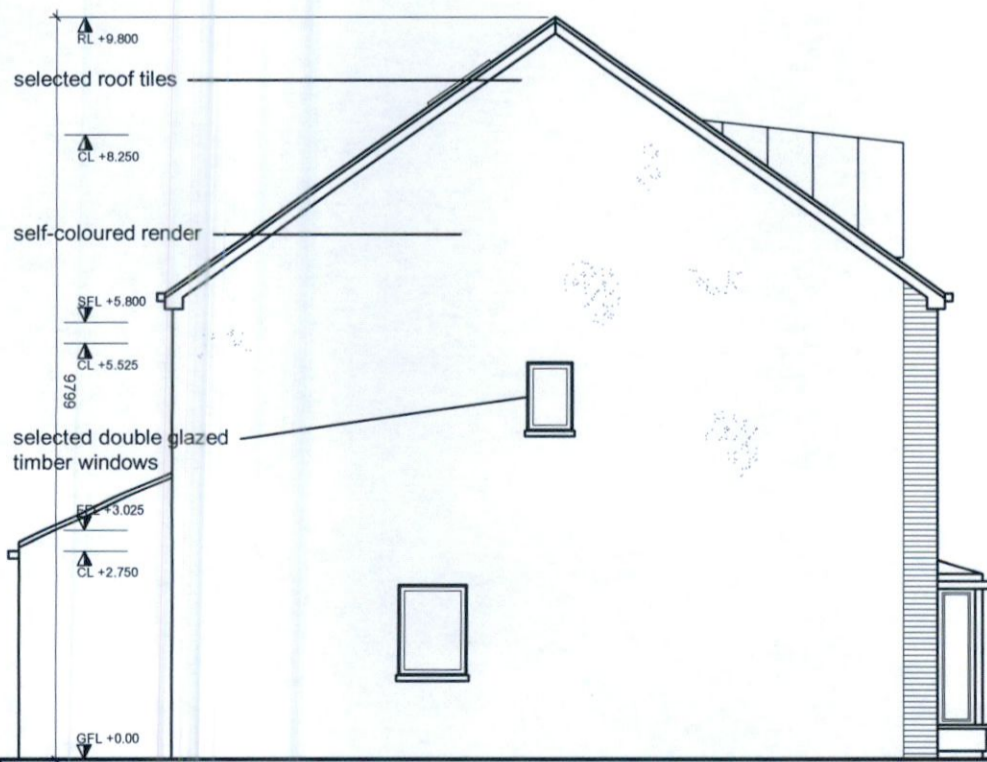 RL +9.800
selected roof tiles
CL +8.250
self-coloured render
SFL +5.800
CL +5.525
9799
selected double glazed
timber windows
FFL +3.025
CL +2.750
GFL +0.00